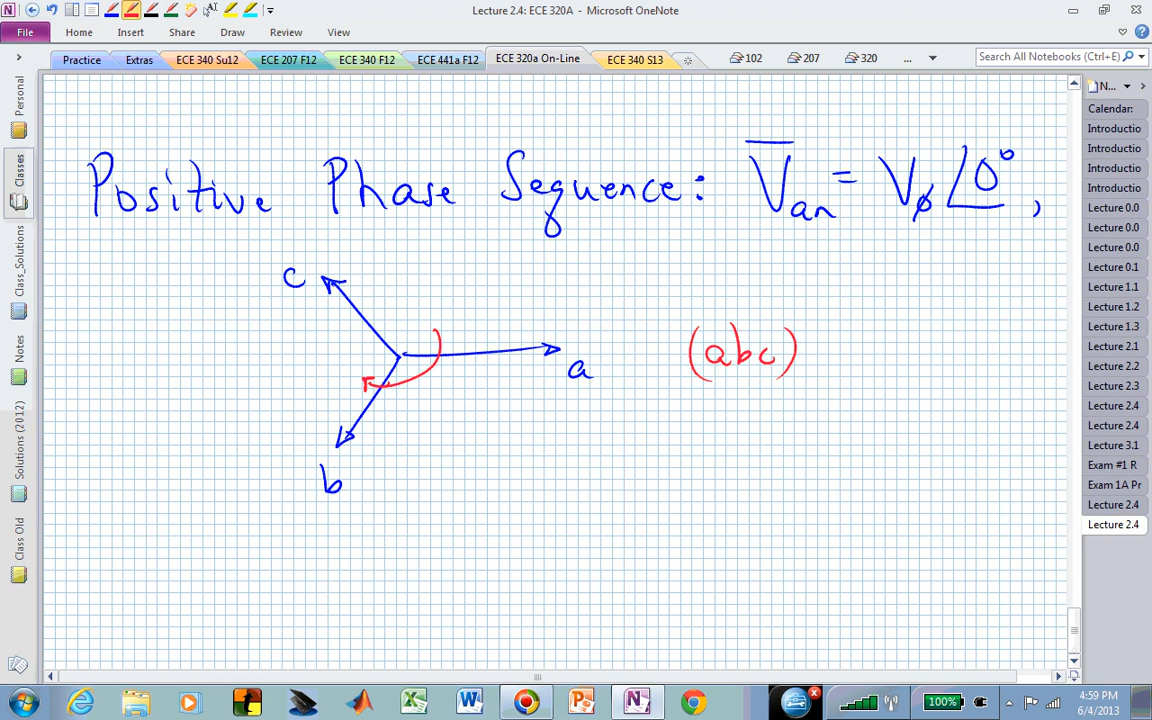 Lecture 2.4: ECE 320A - Microsoft OneNote
File Home Insert Share Draw Review View
Practice Extras ECE 340 Su12 ECE 207 F12 ECE 340 F12 ECE 441a F12 ECE 320a On-Line ECE 340 S13 102 207 320 ... Search All Notebooks (Ctrl+E)
Personal
Classes
Class_Solutions
Notes
Solutions (2012)
Class Old
Positive Phase Sequence: V̅an = Vø∠0°,
c
a
(abc)
b
N...
Calendar:
Introductio
Introductio
Introductio
Introductio
Lecture 0.0
Lecture 0.0
Lecture 0.0
Lecture 0.1
Lecture 1.1
Lecture 1.2
Lecture 1.3
Lecture 2.1
Lecture 2.2
Lecture 2.3
Lecture 2.4
Lecture 2.4
Lecture 3.1
Exam #1 R
Exam 1A Pr
Lecture 2.4
Lecture 2.4
100%
4:59 PM
6/4/2013